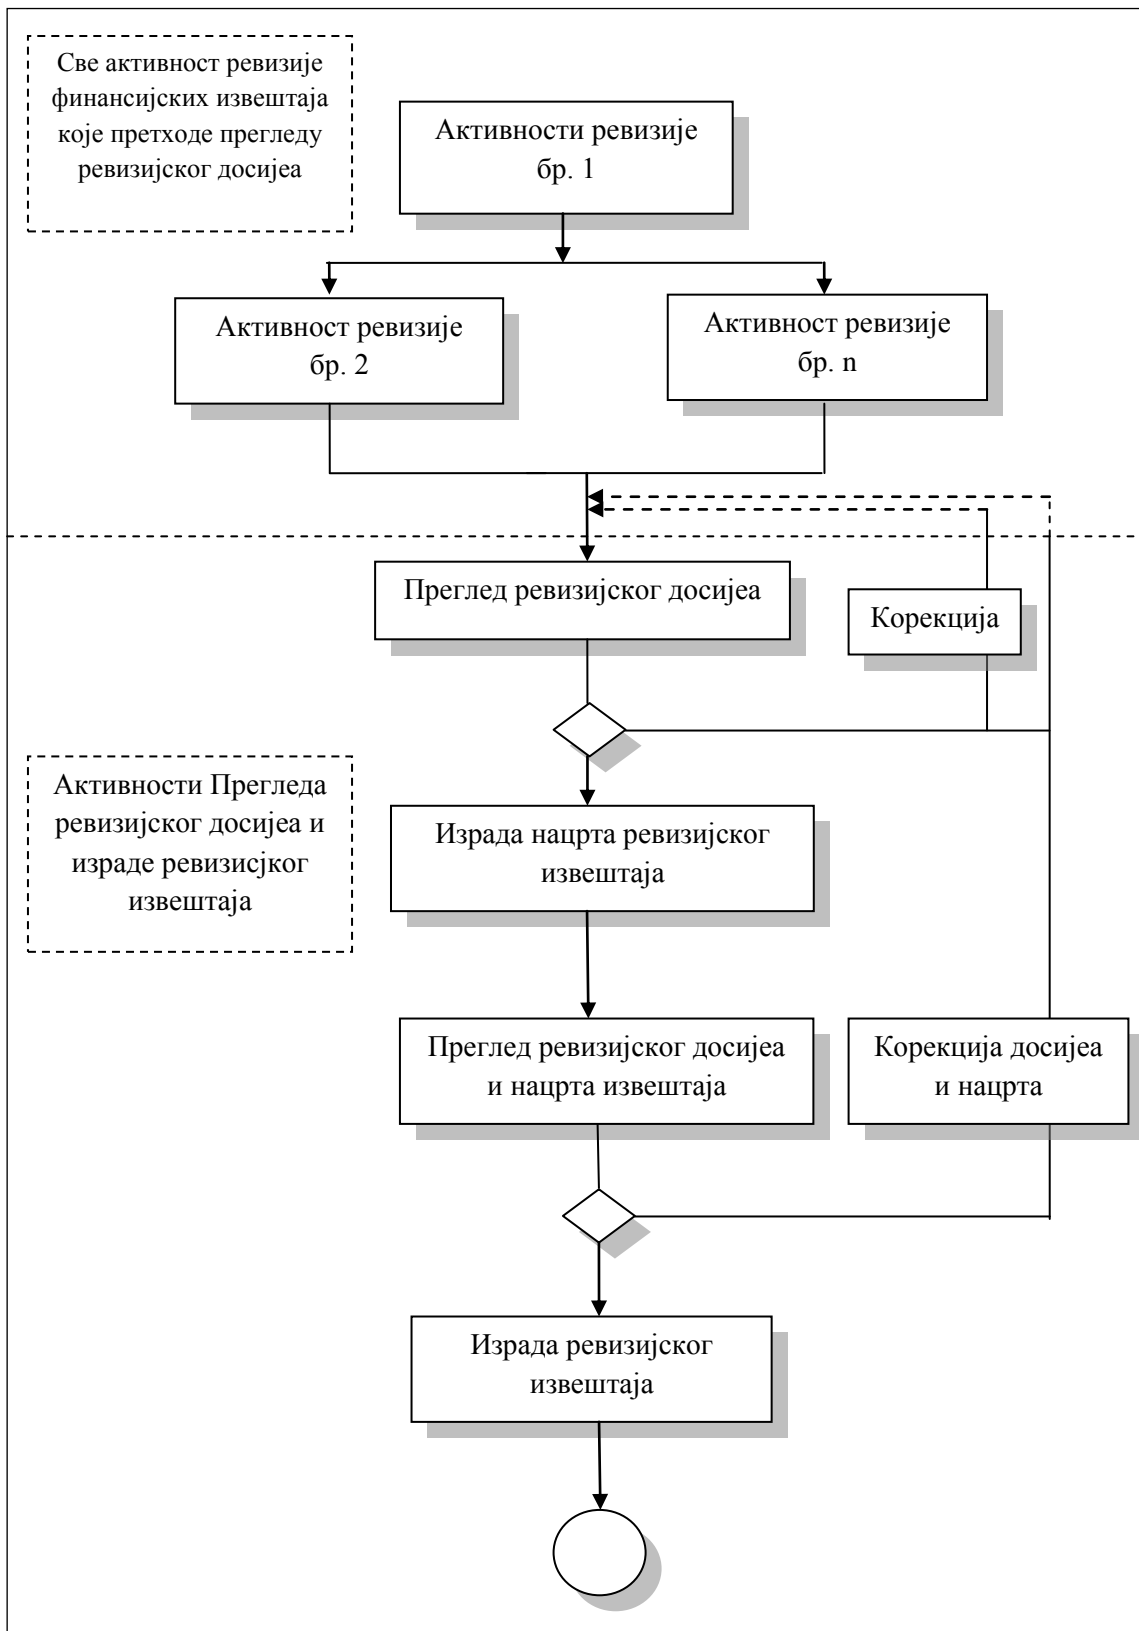 Све активност ревизије
финансијских извештаја
које претходе прегледу
ревизијског досијеа
Активности ревизије
бр. 1
Активност ревизије
бр. 2
Активност ревизије
бр. n
Преглед ревизијског досијеа
Корекција
Активности Прегледа
ревизијског досијеа и
израде ревизисјког
извештаја
Израда нацрта ревизијског
извештаја
Преглед ревизијског досијеа
и нацрта извештаја
Корекција досијеа
и нацрта
Израда ревизијског
извештаја